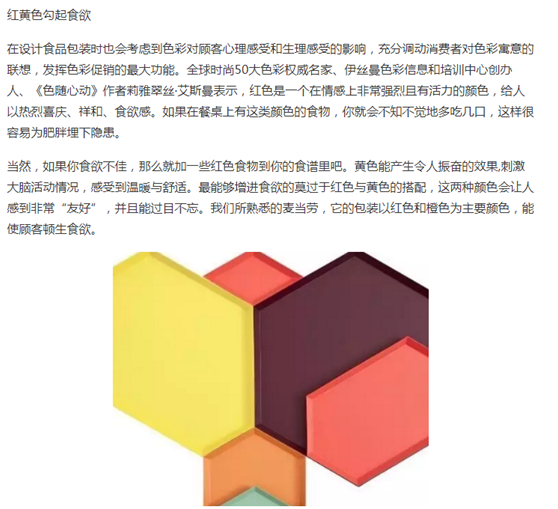 红黄色勾起食欲
在设计食品包装时也会考虑到色彩对顾客心理感受和生理感受的影响，充分调动消费者对色彩寓意的
联想，发挥色彩促销的最大功能。全球时尚50大色彩权威名家、伊丝曼色彩信息和培训中心创办
人、《色随心动》作者莉雅翠丝·艾斯曼表示，红色是一个在情感上非常强烈且有活力的颜色，给人
以热烈喜庆、祥和、食欲感。如果在餐桌上有这类颜色的食物，你就会不知不觉地多吃几口，这样很
容易为肥胖埋下隐患。
当然，如果你食欲不佳，那么就加一些红色食物到你的食谱里吧。黄色能产生令人振奋的效果,刺激
大脑活动情况，感受到温暖与舒适。最能够增进食欲的莫过于红色与黄色的搭配，这两种颜色会让人
感到非常“友好”，并且能过目不忘。我们所熟悉的麦当劳，它的包装以红色和橙色为主要颜色，能
使顾客顿生食欲。